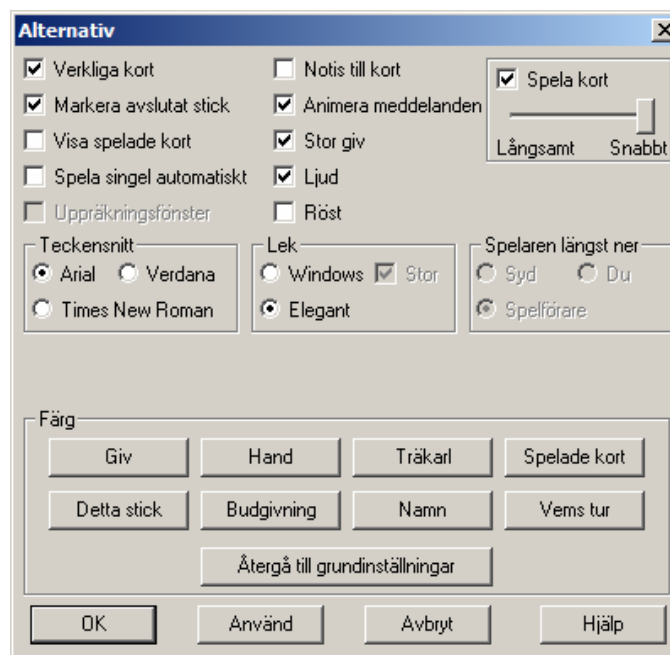 Alternativ
Verkliga kort
Notis till kort
Spela kort
Markera avslutat stick
Animera meddelanden
Visa spelade kort
Stor giv
Långsamt Snabbt
Spela singel automatiskt
Ljud
Uppräkningsfönster
Röst
Teckensnitt
Arial Verdana
Times New Roman
Lek
Windows Stor
Elegant
Spelaren längst ner
Syd Du
Spelförare
Färg
Giv Hand Träkarl Spelade kort
Detta stick Budgivning Namn Vems tur
Återgå till grundinställningar
OK Använd Avbryt Hjälp